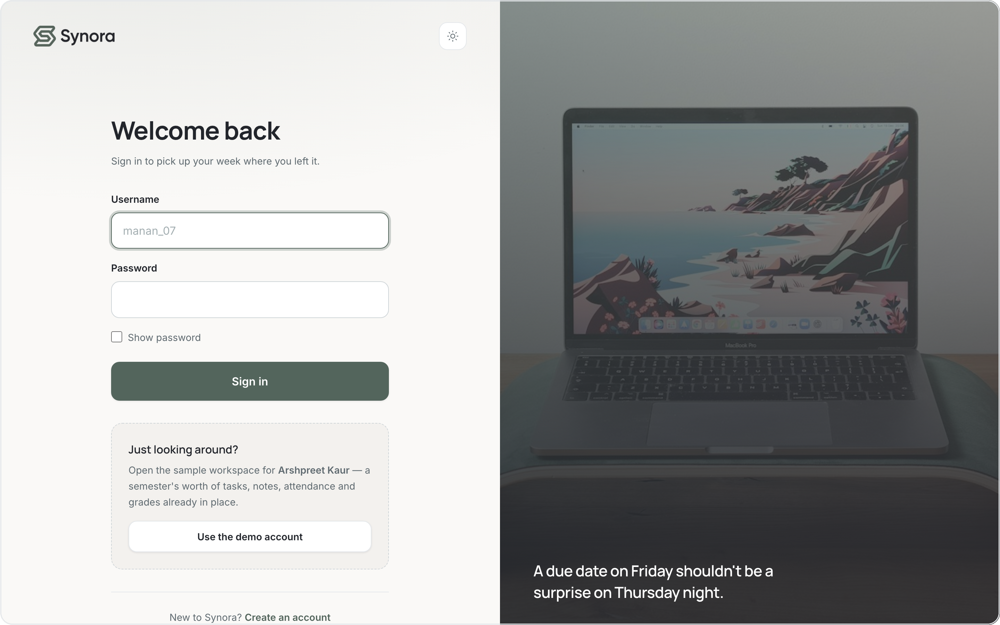 Synora
Welcome back
Sign in to pick up your week where you left it.
Username
manan_07
Password
Show password
Sign in
Just looking around?
Open the sample workspace for Arshpreet Kaur — a
semester's worth of tasks, notes, attendance and
grades already in place.
Use the demo account
New to Synora? Create an account
MacBook Pro
A due date on Friday shouldn't be a
surprise on Thursday night.